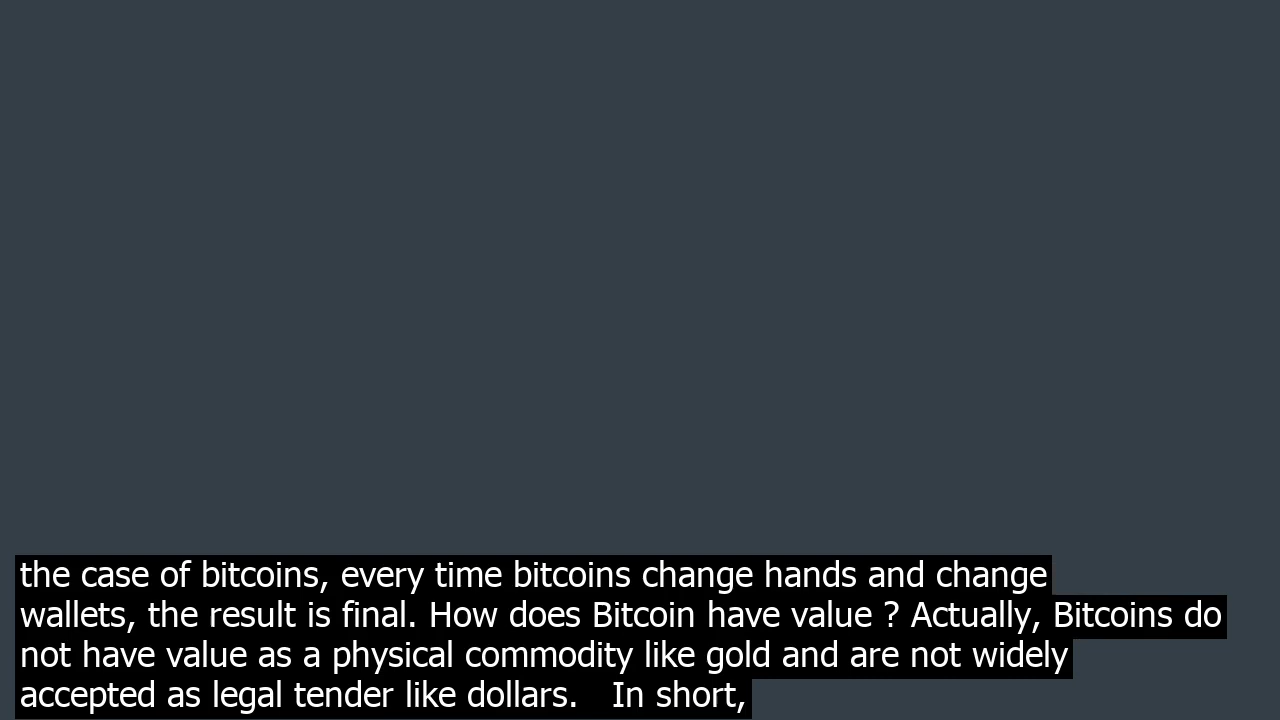 the case of bitcoins, every time bitcoins change hands and change
wallets, the result is final. How does Bitcoin have value ? Actually, Bitcoins do
not have value as a physical commodity like gold and are not widely
accepted as legal tender like dollars.   In short,